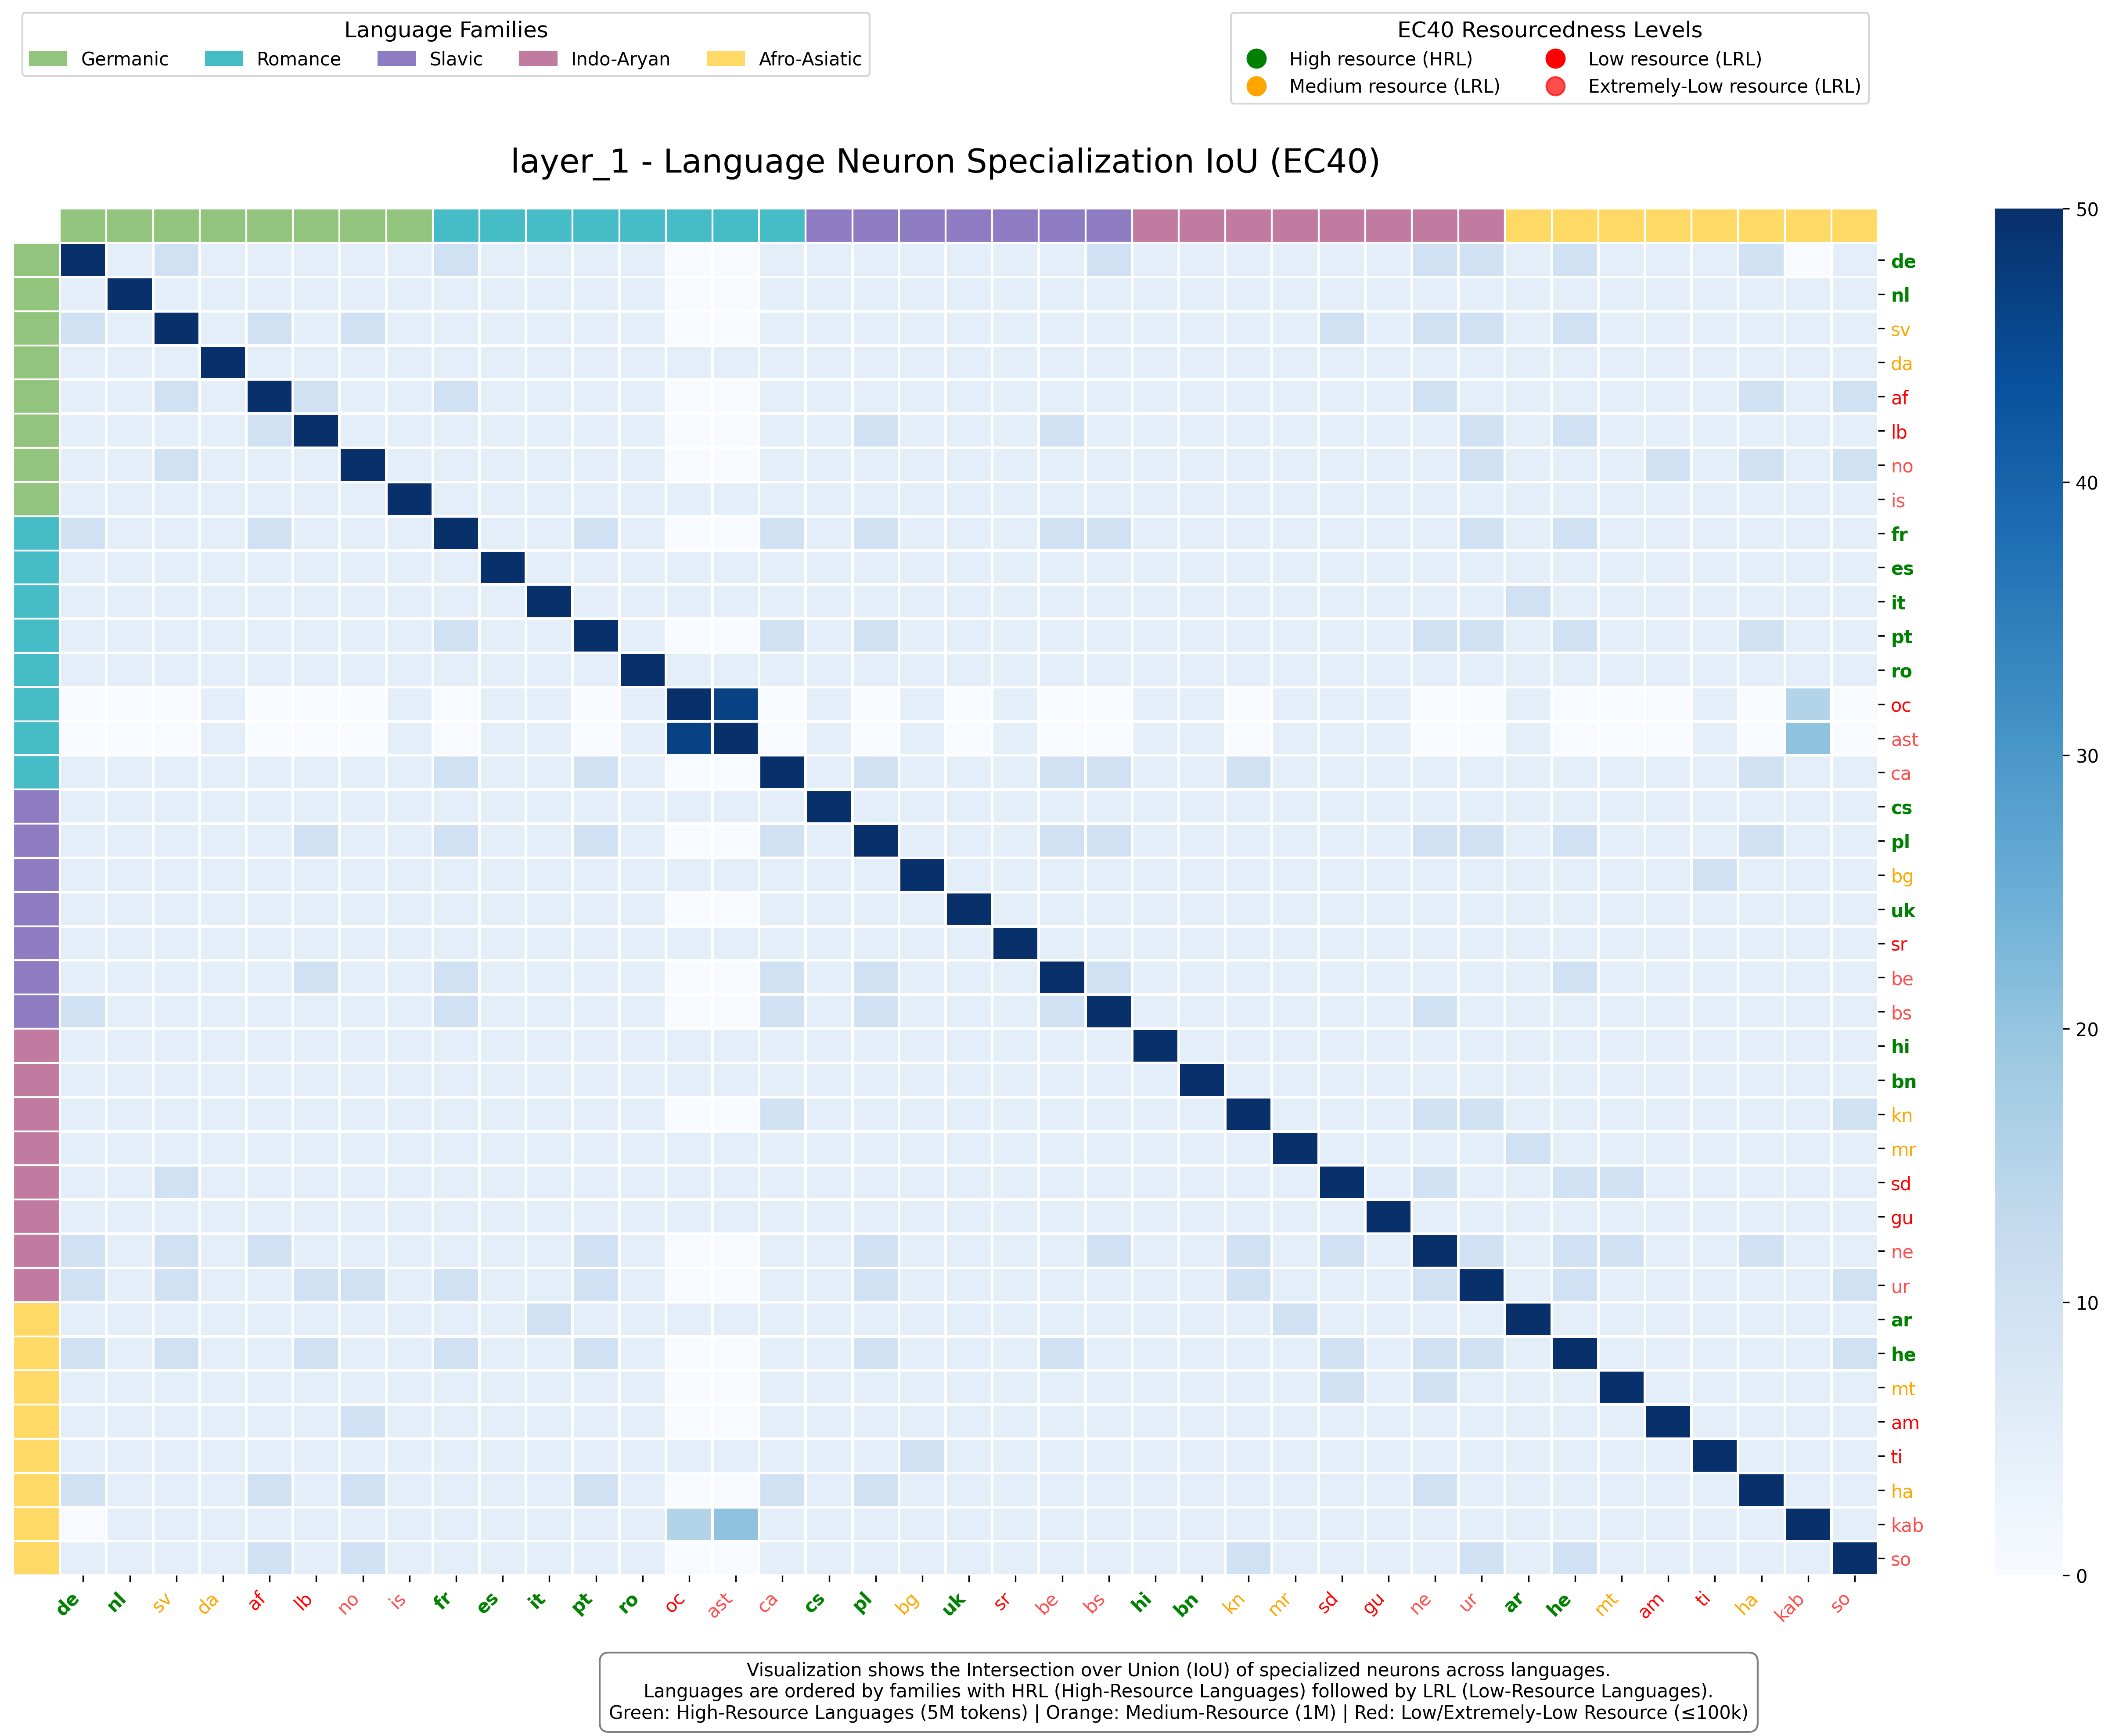 Language Families
Germanic Romance Slavic Indo-Aryan Afro-Asiatic
EC40 Resourcedness Levels
High resource (HRL) Low resource (LRL)
Medium resource (LRL) Extremely-Low resource (LRL)
layer_1 - Language Neuron Specialization IoU (EC40)
de
nl
sv
da
af
lb
no
is
fr
es
it
pt
ro
oc
ast
ca
cs
pl
bg
uk
sr
be
bs
hi
bn
kn
mr
sd
gu
ne
ur
ar
he
mt
am
ti
ha
kab
so
50
40
30
20
10
0
de nl sv da af lb no is fr es it pt ro oc ast ca cs pl bg uk sr be bs hi bn kn mr sd gu ne ur ar he mt am ti ha kab so
Visualization shows the Intersection over Union (IoU) of specialized neurons across languages.
Languages are ordered by families with HRL (High-Resource Languages) followed by LRL (Low-Resource Languages).
Green: High-Resource Languages (5M tokens) | Orange: Medium-Resource (1M) | Red: Low/Extremely-Low Resource (≤100k)